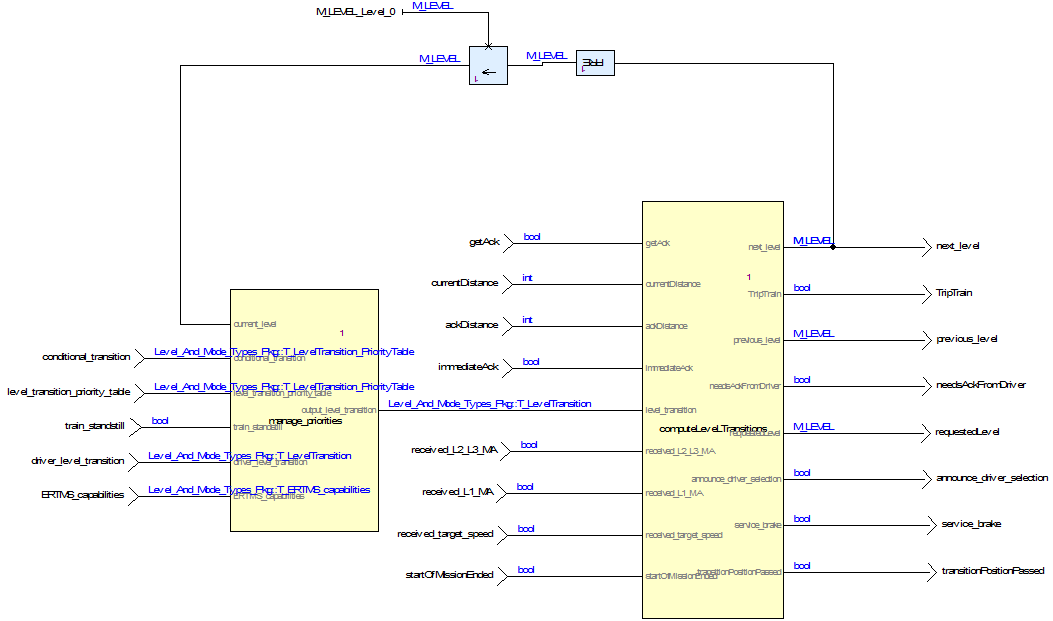 M_LEVEL_Level_0
M_LEVEL
M_LEVEL
M_LEVEL
PRE
1
1
getAck
bool
getAck
next_level
M_LEVEL
next_level
currentDistance
int
currentDistance
1
TripTrain
bool
TripTrain
ackDistance
int
ackDistance
previous_level
M_LEVEL
previous_level
immediateAck
bool
immediateAck
needsAckFromDriver
bool
needsAckFromDriver
current_level
1
conditional_transition
Level_And_Mode_Types_Pkg::T_LevelTransition_PriorityTable
conditional_transition
level_transition_priority_table
Level_And_Mode_Types_Pkg::T_LevelTransition_PriorityTable
level_transition_priority_table
output_level_transition
Level_And_Mode_Types_Pkg::T_LevelTransition
level_transition
manage_priorities
train_standstill
bool
train_standstill
driver_level_transition
Level_And_Mode_Types_Pkg::T_LevelTransition
driver_level_transition
ERTMS_capabilities
Level_And_Mode_Types_Pkg::T_ERTMS_capabilities
ERTMS_capabilities
computeLeveLTransitions
requestedLevel
M_LEVEL
requestedLevel
received_L2_L3_MA
bool
received_L2_L3_MA
announce_driver_selection
bool
announce_driver_selection
received_L1_MA
bool
received_L1_MA
service_brake
bool
service_brake
received_target_speed
bool
received_target_speed
startOfMissionEnded
bool
startOfMissionEnded
transitionPositionPassed
bool
transitionPositionPassed